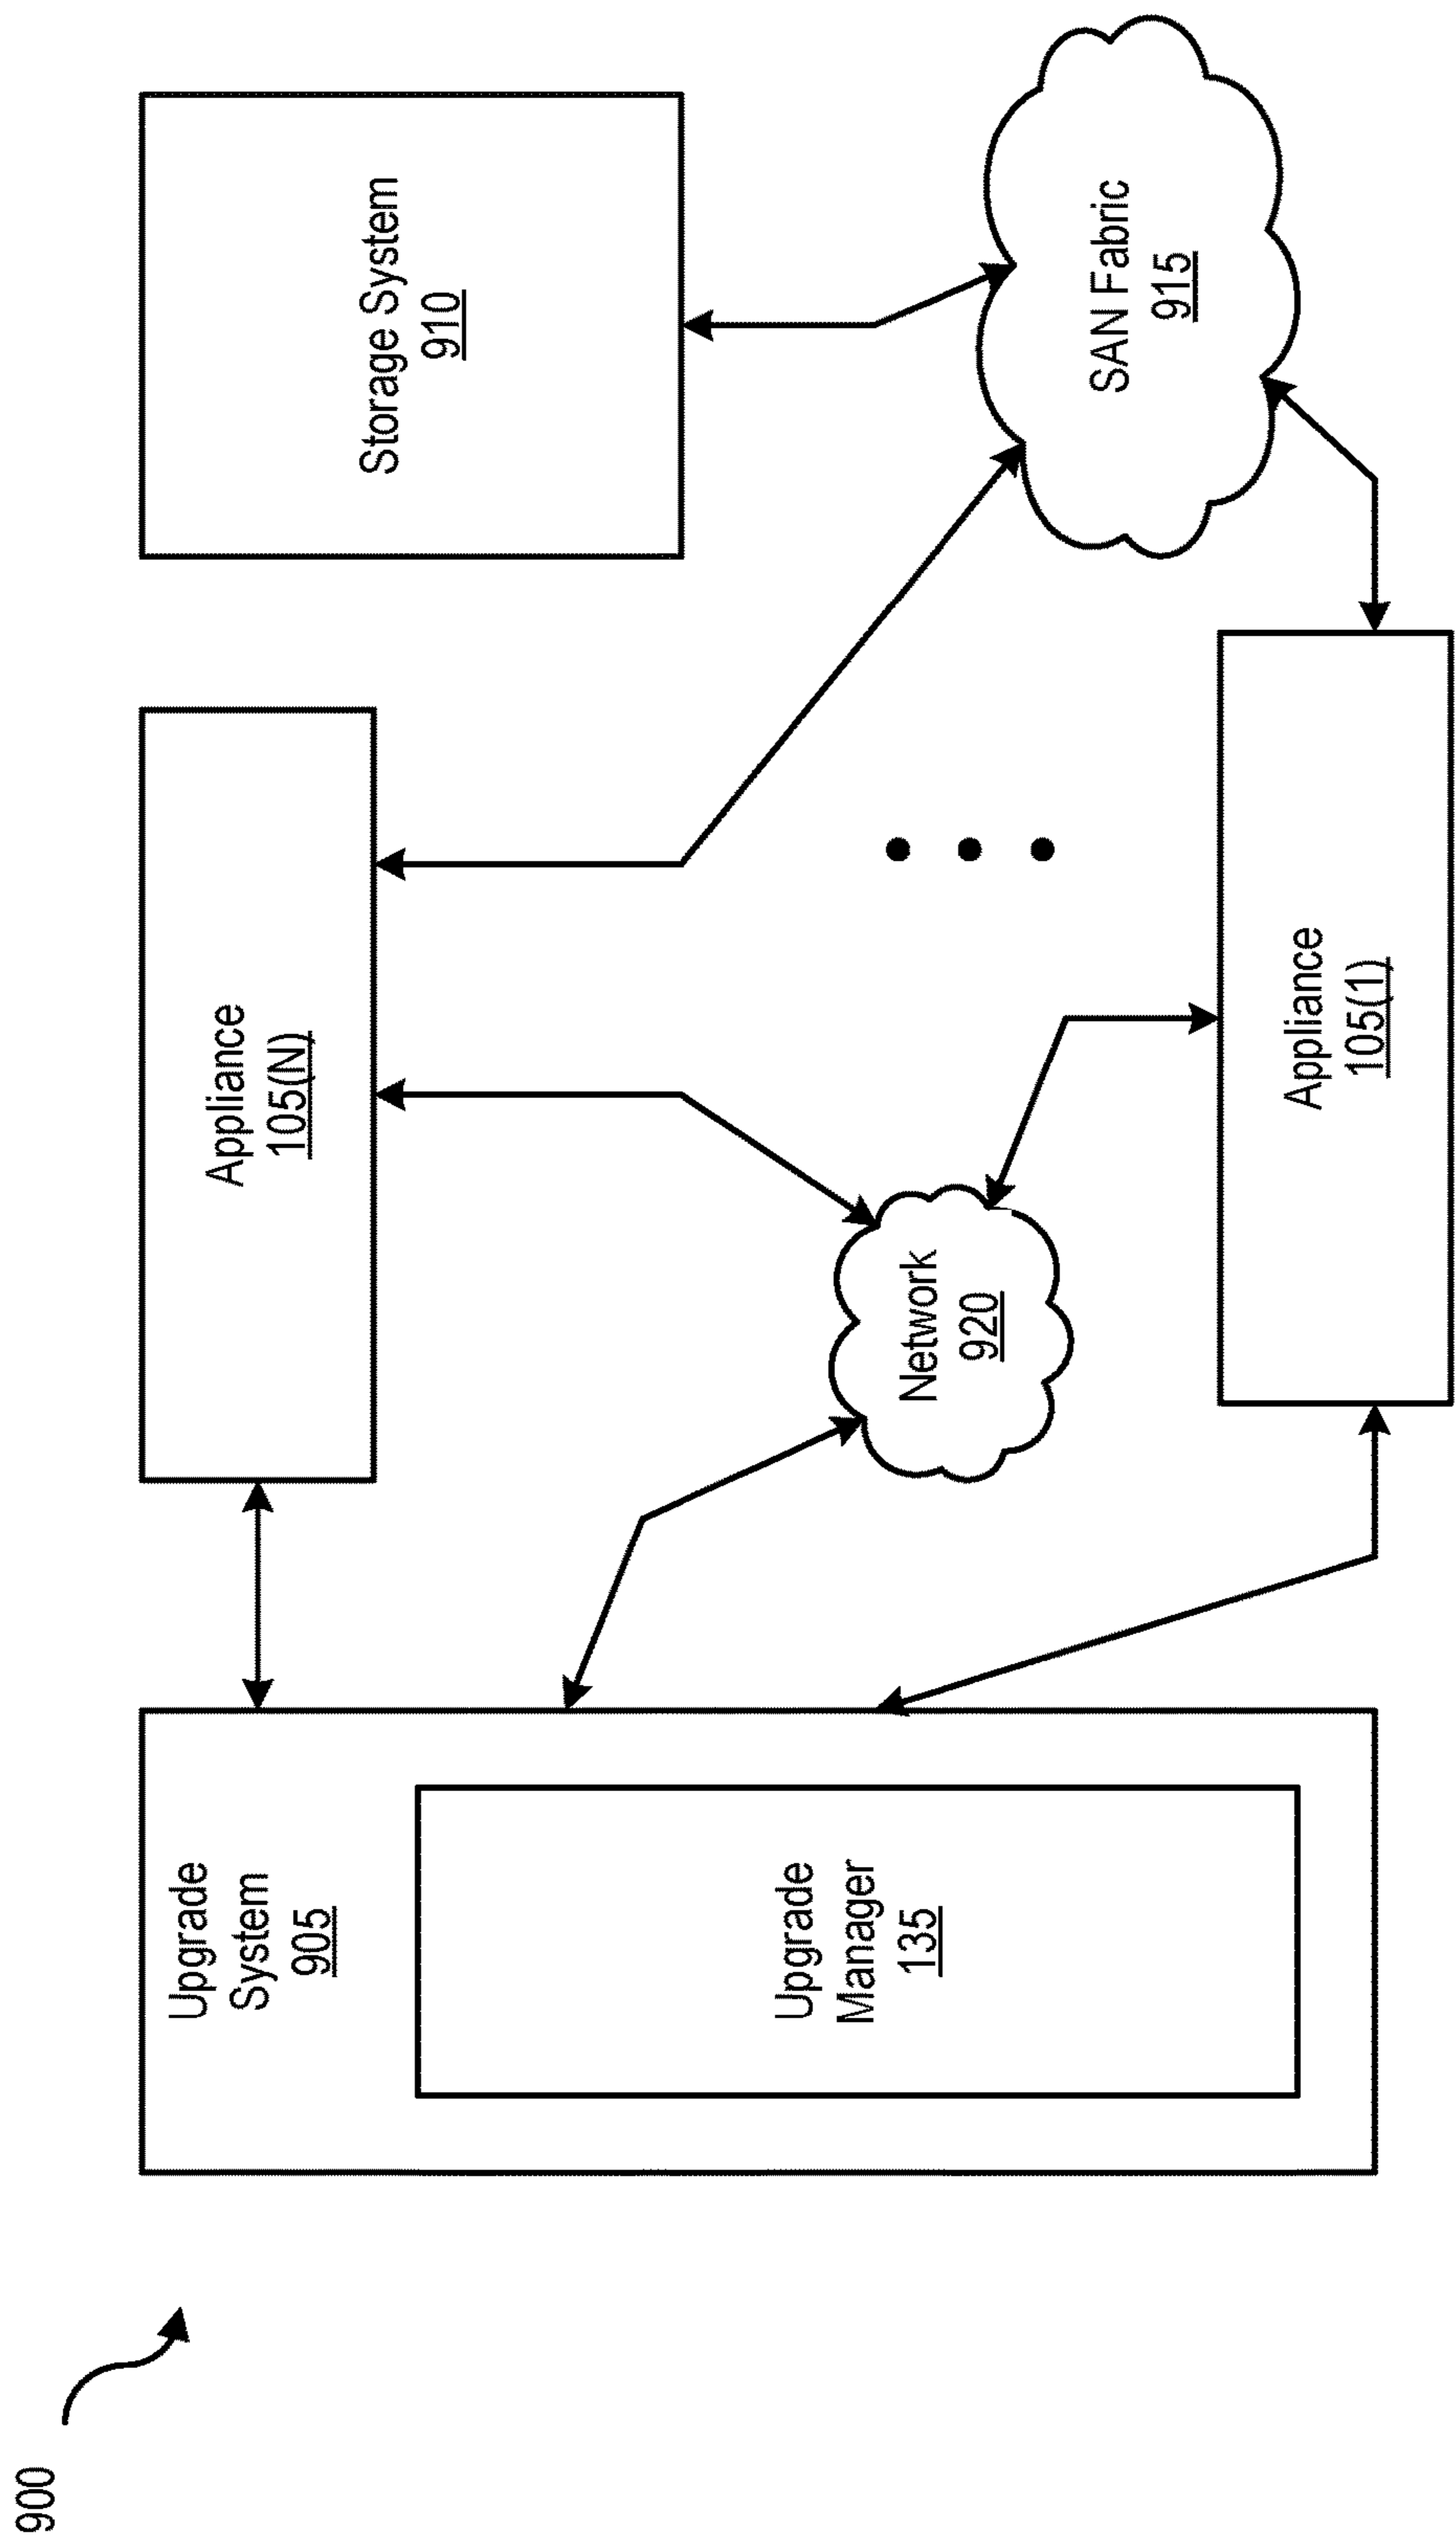 900
Upgrade
System
905
Upgrade
Manager
135
Appliance
105(N)
Network
920
Appliance
105(1)
Storage System
910
SAN Fabric
915